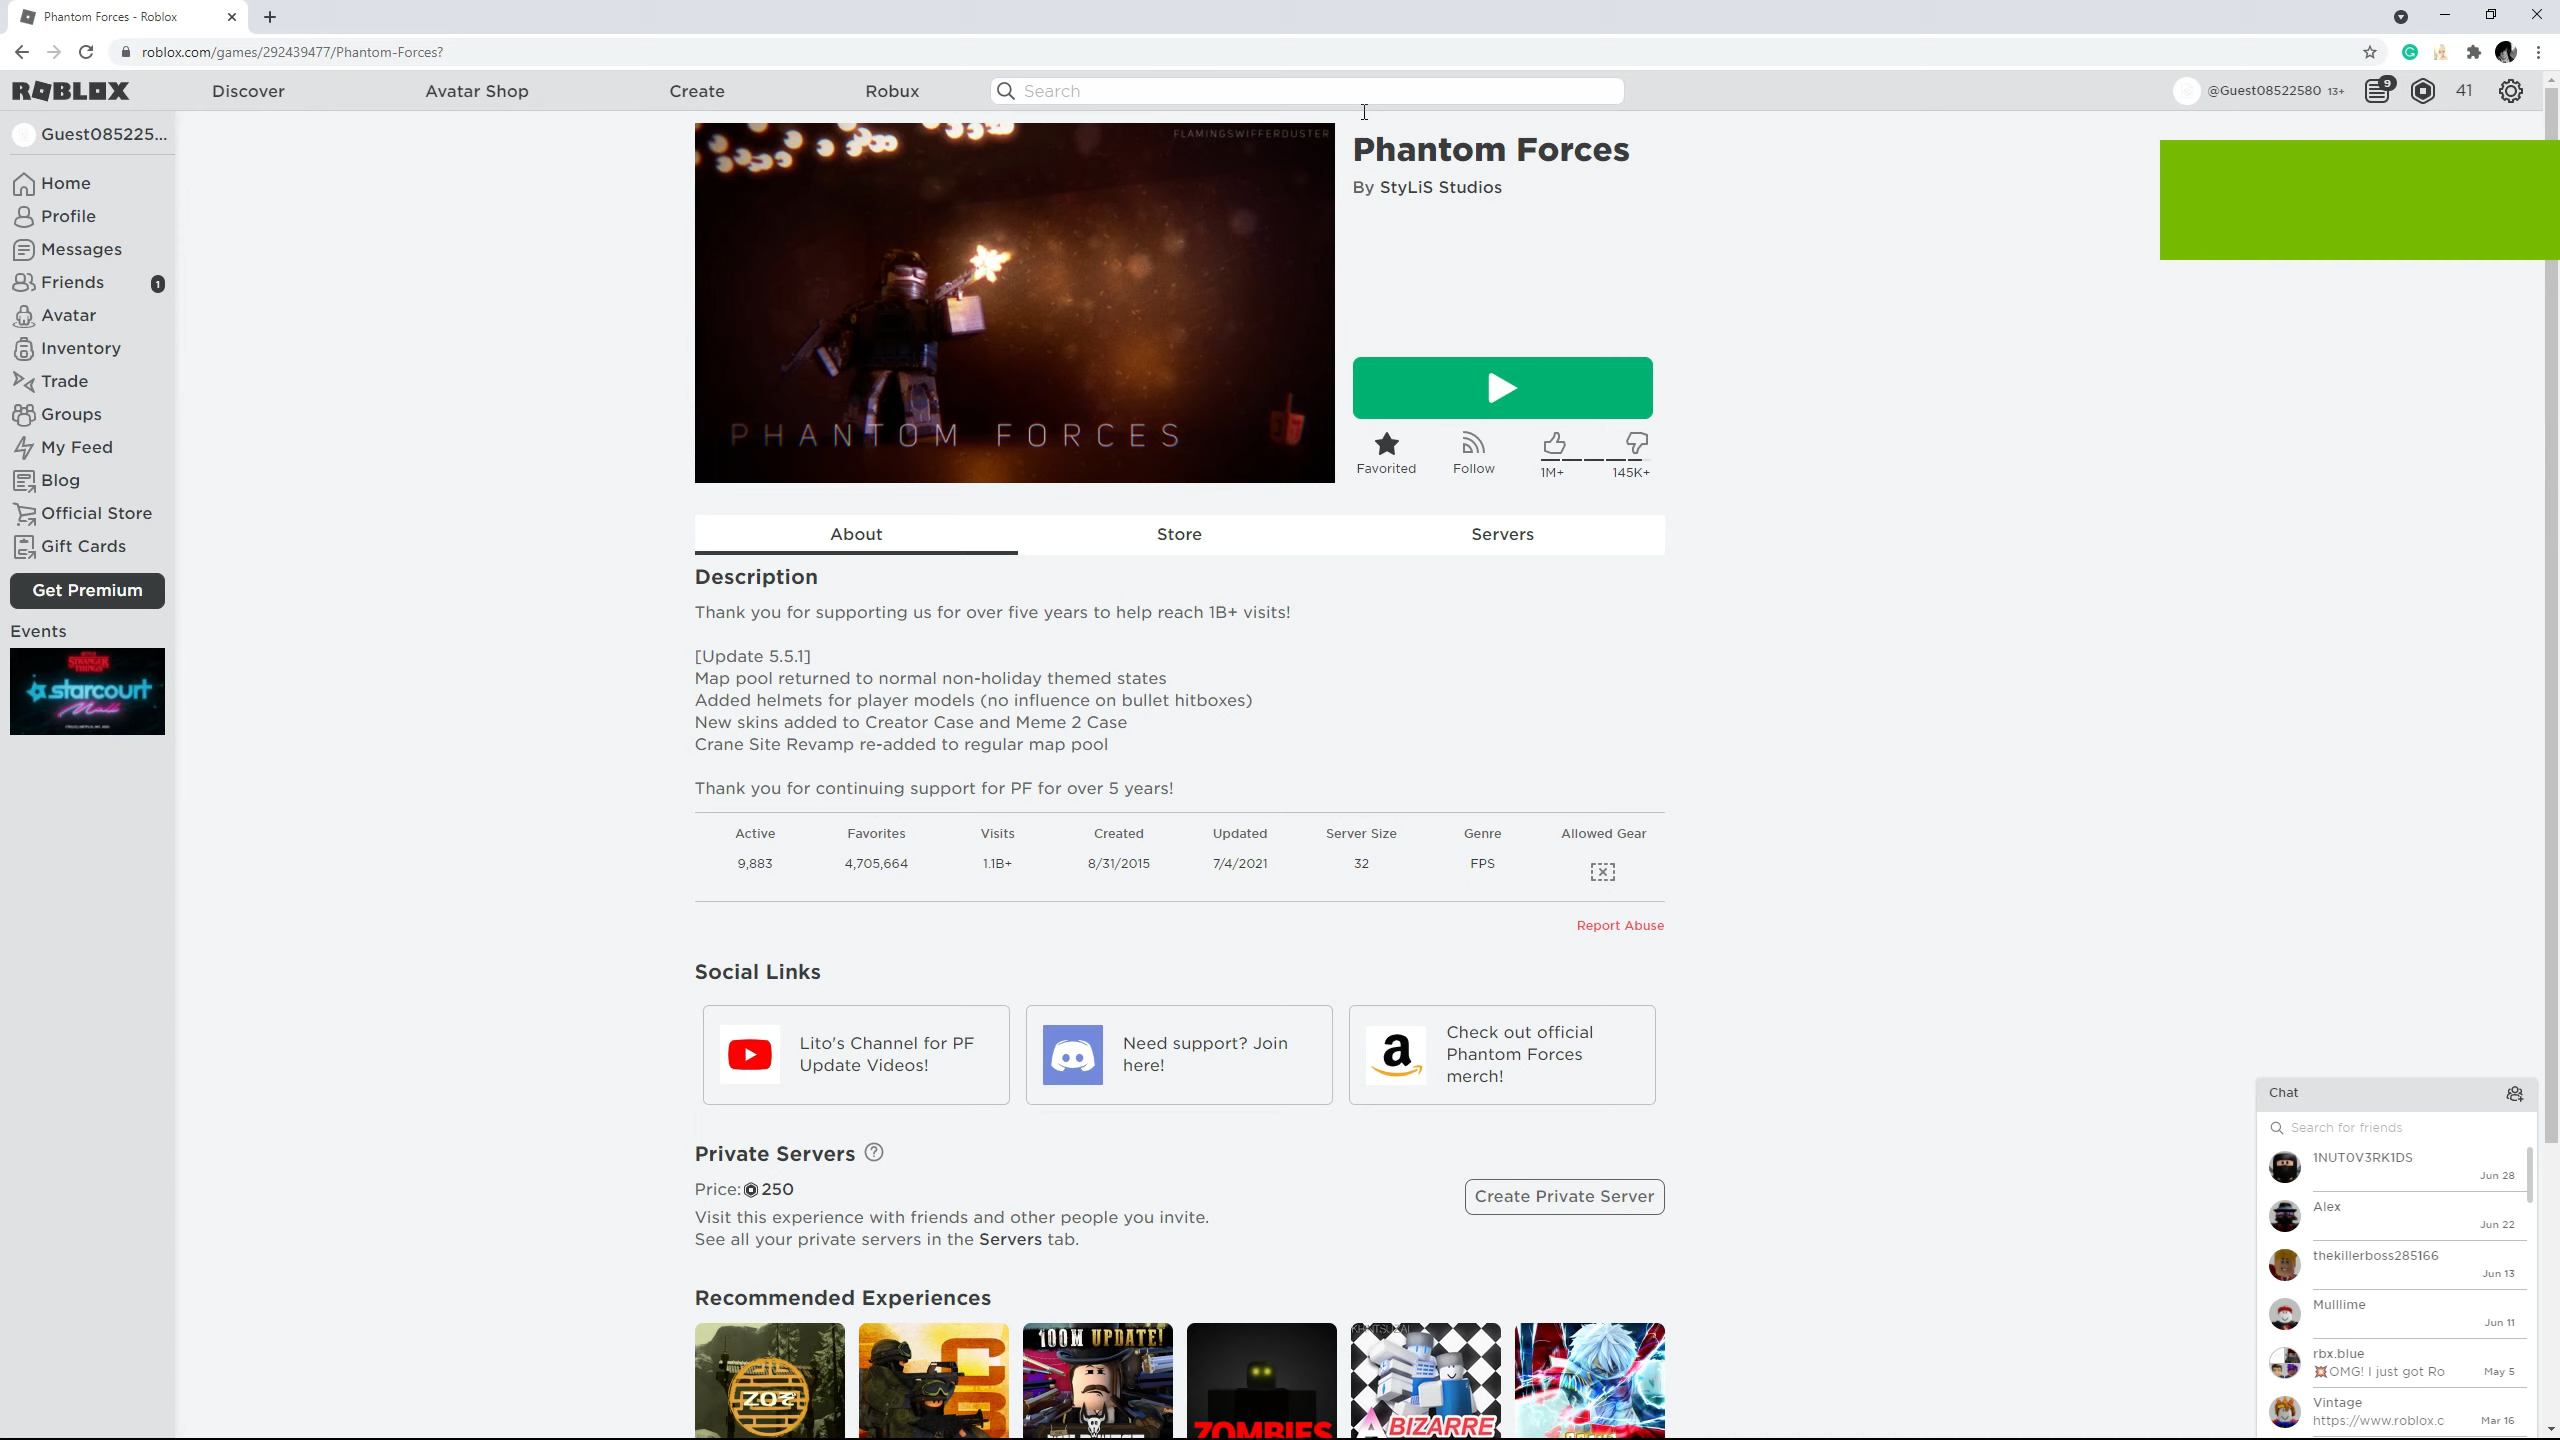 Phantom Forces - Roblox
roblox.com/games/292439477/Phantom-Forces?
ROBLOX
Discover
Avatar Shop
Create
Robux
Search
@Guest08522580 13+
9
41
Guest085225...
Home
Profile
Messages
Friends
1
Avatar
Inventory
Trade
Groups
My Feed
Blog
Official Store
Gift Cards
Get Premium
Events
STRANGER THINGS
starcourt
Mall
FLAMINGSWIFFERDUSTER
PHANTOM FORCES
Phantom Forces
By StyLiS Studios
Favorited
Follow
1M+
145K+
About
Store
Servers
Description
Thank you for supporting us for over five years to help reach 1B+ visits!
[Update 5.5.1]
Map pool returned to normal non-holiday themed states
Added helmets for player models (no influence on bullet hitboxes)
New skins added to Creator Case and Meme 2 Case
Crane Site Revamp re-added to regular map pool
Thank you for continuing support for PF for over 5 years!
Active Favorites Visits Created Updated Server Size Genre Allowed Gear
9,883 4,705,664 1.1B+ 8/31/2015 7/4/2021 32 FPS
Report Abuse
Social Links
Lito's Channel for PF
Update Videos!
Need support? Join
here!
Check out official
Phantom Forces
merch!
Private Servers
Price: 250
Create Private Server
Visit this experience with friends and other people you invite.
See all your private servers in the Servers tab.
Recommended Experiences
100M UPDATE!
ZOMBIES
A BIZARRE
Chat
Search for friends
1NUT0V3RK1DS
Jun 28
Alex
Jun 22
thekillerboss285166
Jun 13
Mulllime
Jun 11
rbx.blue
💥OMG! I just got Ro May 5
Vintage
https://www.roblox.c Mar 16